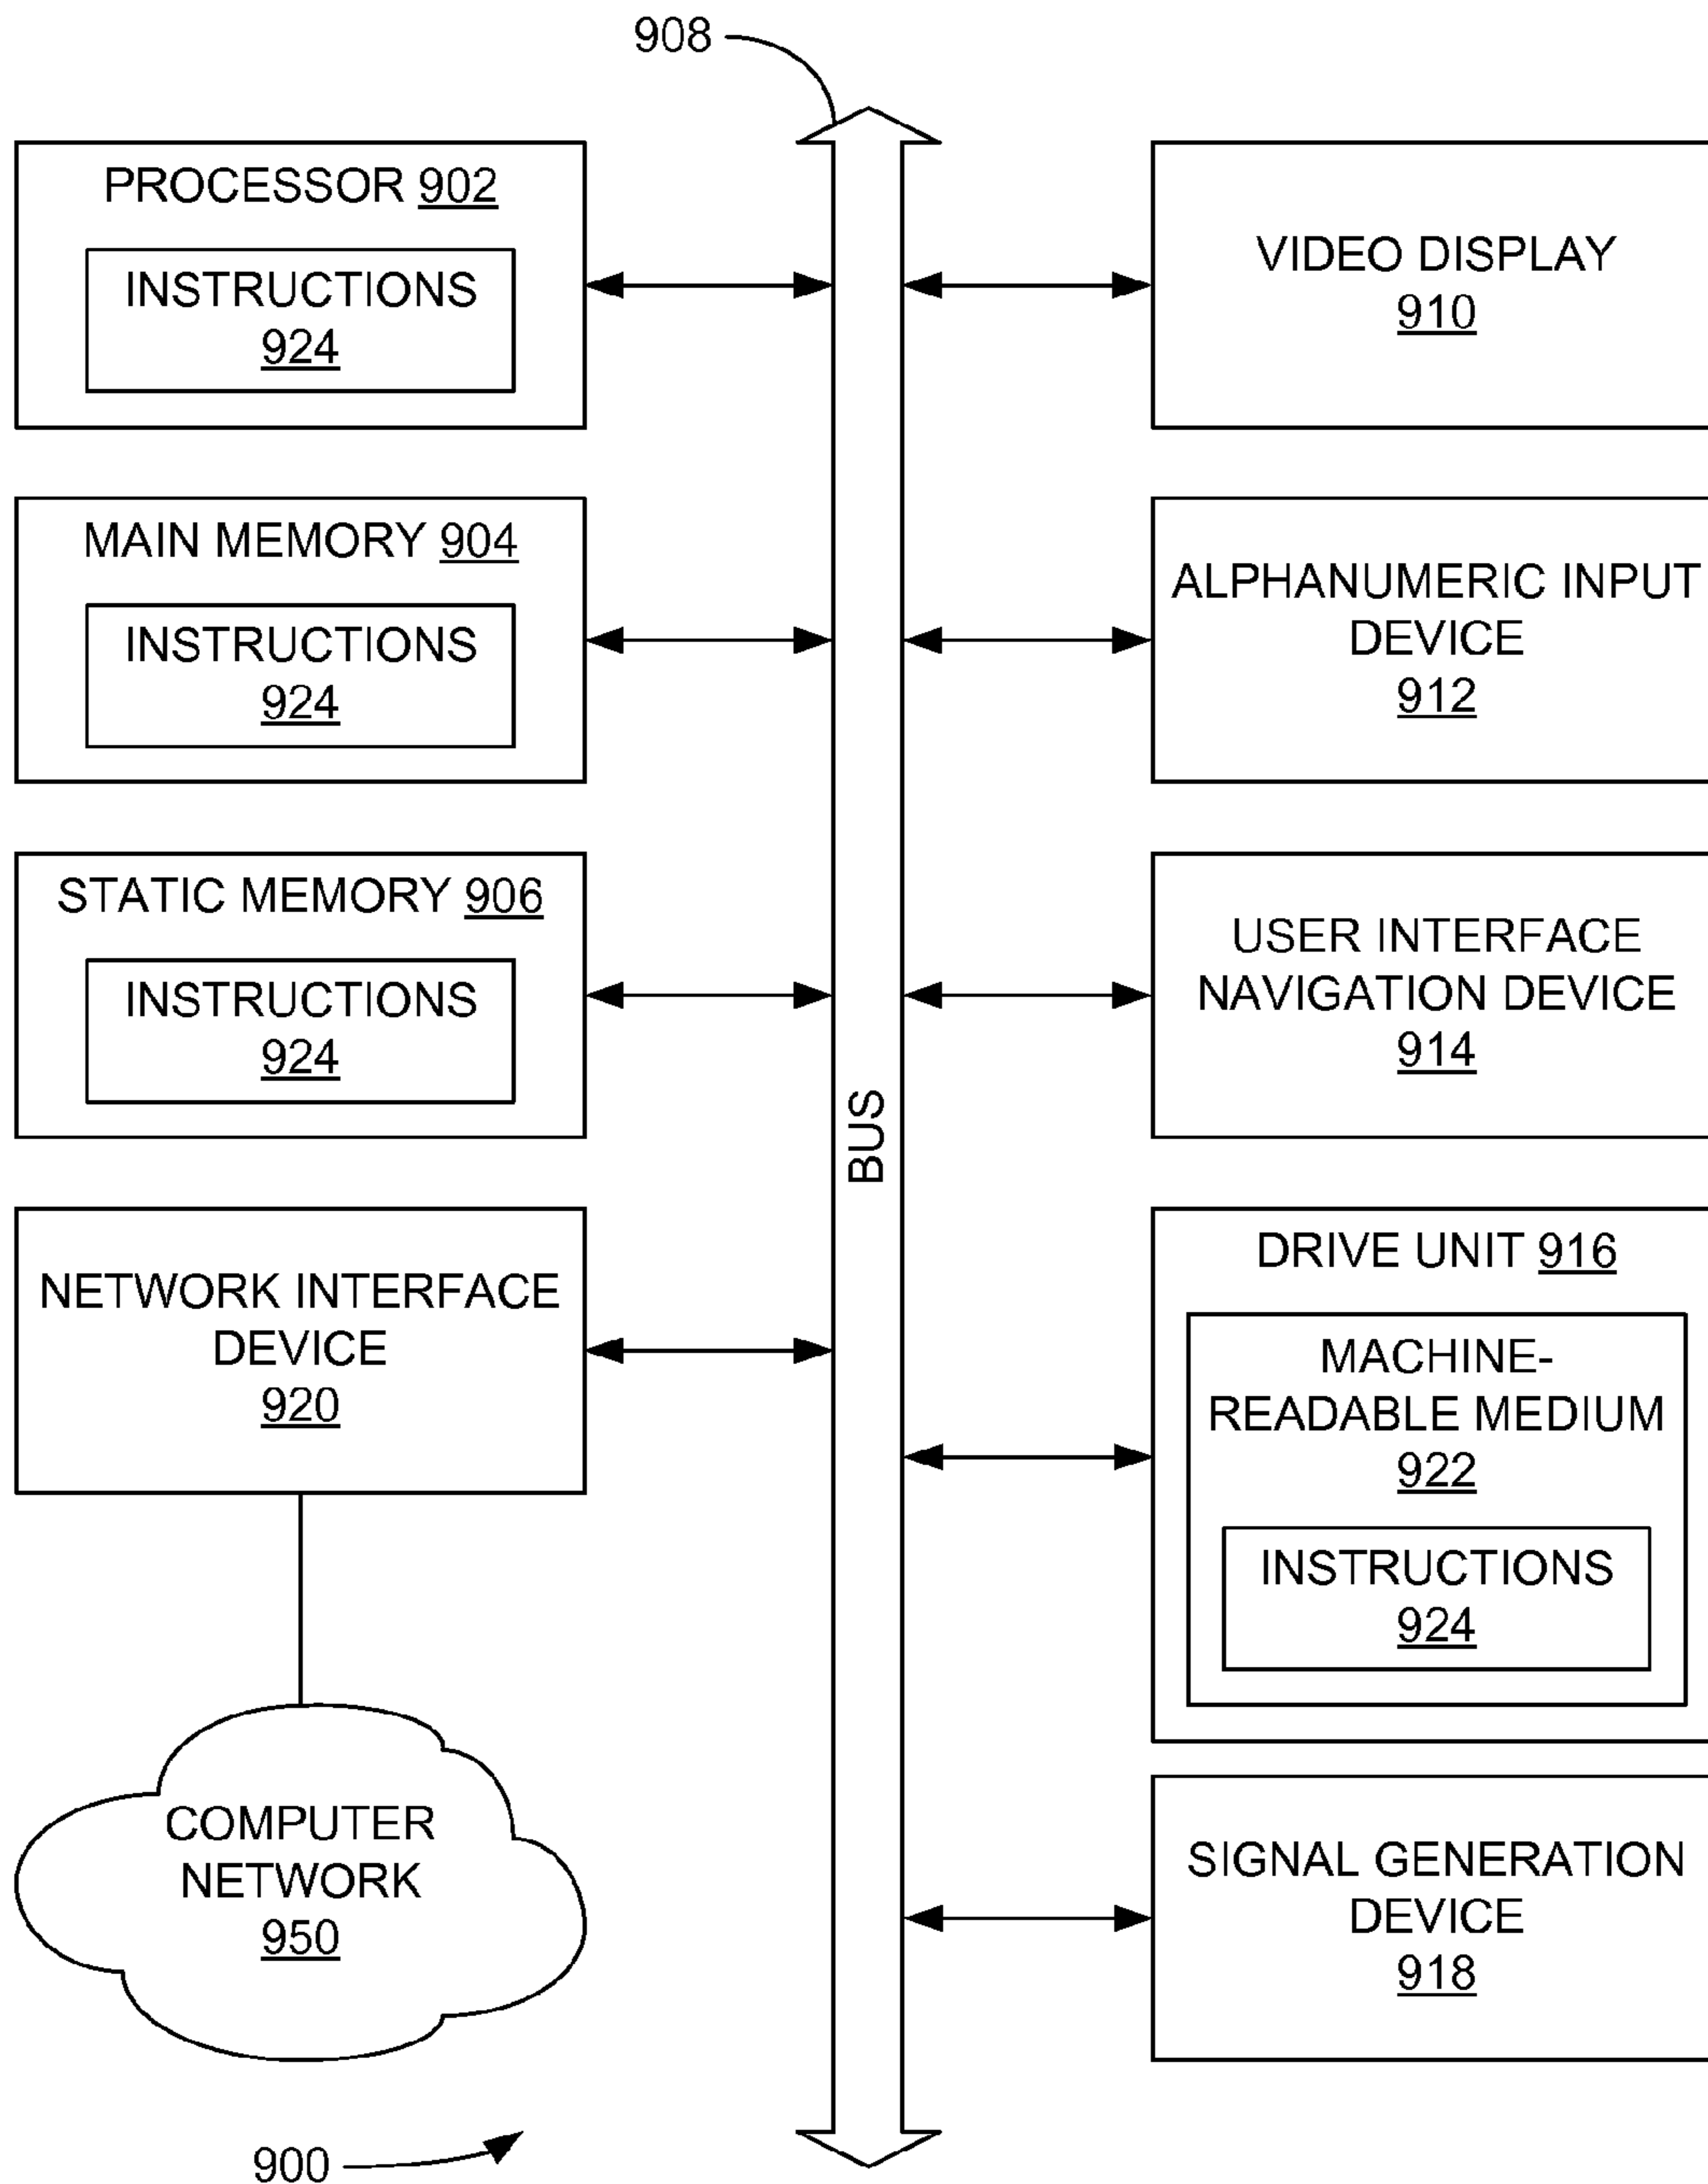 908
PROCESSOR 902
INSTRUCTIONS
924
MAIN MEMORY 904
INSTRUCTIONS
924
STATIC MEMORY 906
INSTRUCTIONS
924
NETWORK INTERFACE
DEVICE
920
COMPUTER
NETWORK
950
900
BUS
VIDEO DISPLAY
910
ALPHANUMERIC INPUT
DEVICE
912
USER INTERFACE
NAVIGATION DEVICE
914
DRIVE UNIT 916
MACHINE-
READABLE MEDIUM
922
INSTRUCTIONS
924
SIGNAL GENERATION
DEVICE
918